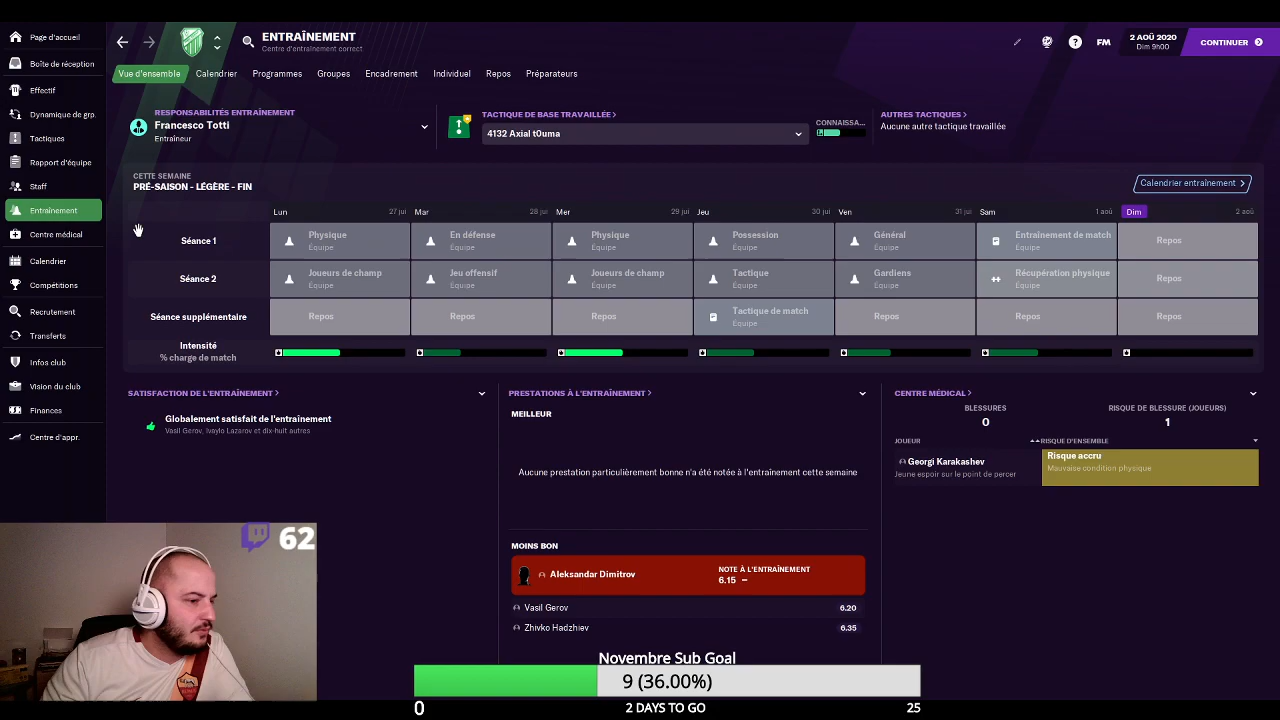 Page d'accueil
Boîte de réception
Effectif
Dynamique de grp.
Tactiques
Rapport d'équipe
Staff
Entraînement
Centre médical
Calendrier
Compétitions
Recrutement
Transferts
Infos club
Vision du club
Finances
Centre d'appr.
ENTRAÎNEMENT
Centre d'entraînement correct
FM
2 AOÛ 2020
Dim 9h00
CONTINUER
Vue d'ensemble Calendrier Programmes Groupes Encadrement Individuel Repos Préparateurs
RESPONSABILITÉS ENTRAÎNEMENT
Francesco Totti
Entraîneur
TACTIQUE DE BASE TRAVAILLÉE
4132 Axial tOuma
CONNAISSA...
AUTRES TACTIQUES
Aucune autre tactique travaillée
CETTE SEMAINE
PRÉ-SAISON - LÉGÈRE - FIN
Calendrier entraînement
Lun 27 jui Mar 28 jui Mer 29 jui Jeu 30 jui Ven 31 jui Sam 1 aoû Dim 2 aoû
Séance 1
Physique Équipe
En défense Équipe
Physique Équipe
Possession Équipe
Général Équipe
Entraînement de match Équipe
Repos
Séance 2
Joueurs de champ Équipe
Jeu offensif Équipe
Joueurs de champ Équipe
Tactique Équipe
Gardiens Équipe
Récupération physique Équipe
Repos
Séance supplémentaire
Repos
Repos
Repos
Tactique de match Équipe
Repos
Repos
Repos
Intensité
% charge de match
SATISFACTION DE L'ENTRAÎNEMENT
Globalement satisfait de l'entraînement
Vasil Gerov, Ivaylo Lazarov et dix-huit autres
PRESTATIONS À L'ENTRAÎNEMENT
MEILLEUR
Aucune prestation particulièrement bonne n'a été notée à l'entraînement cette semaine
MOINS BON
Aleksandar Dimitrov
NOTE À L'ENTRAÎNEMENT
6.15
Vasil Gerov 6.20
Zhivko Hadzhiev 6.35
CENTRE MÉDICAL
BLESSURES
0
RISQUE DE BLESSURE (JOUEURS)
1
JOUEUR RISQUE D'ENSEMBLE
Georgi Karakashev
Jeune espoir sur le point de percer
Risque accru
Mauvaise condition physique
62
Novembre Sub Goal
9 (36.00%)
0 2 DAYS TO GO 25